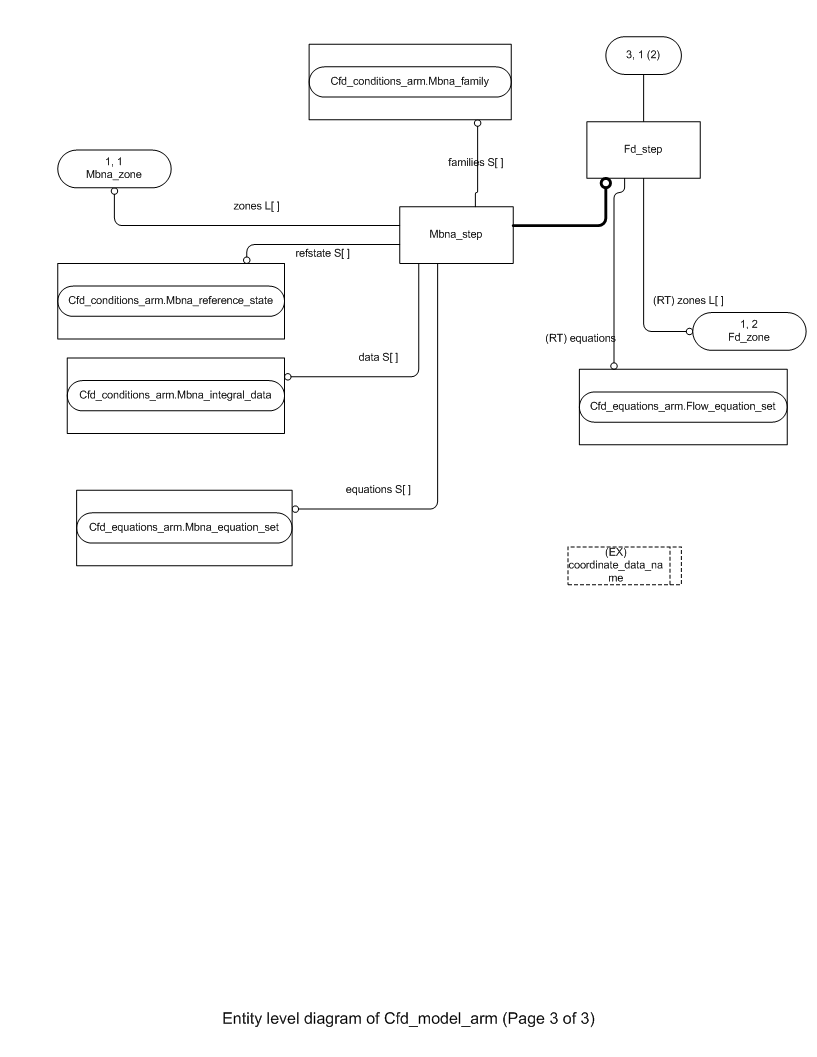 3, 1 (2)
Cfd_conditions_arm.Mbna_family
Fd_step
families S[ ]
1, 1
Mbna_zone
zones L[ ]
Mbna_step
refstate S[ ]
Cfd_conditions_arm.Mbna_reference_state
(RT) zones L[ ]
1, 2
Fd_zone
(RT) equations
data S[ ]
Cfd_conditions_arm.Mbna_integral_data
Cfd_equations_arm.Flow_equation_set
equations S[ ]
Cfd_equations_arm.Mbna_equation_set
(EX)
coordinate_data_na
me
Entity level diagram of Cfd_model_arm (Page 3 of 3)